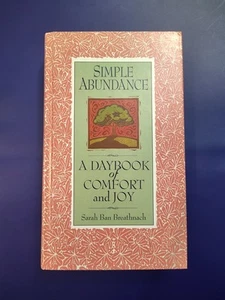 SIMPLE
ABUNDANCE
A DAYBOOK
of
COMFORT
and JOY
Sarah Ban Breathnach